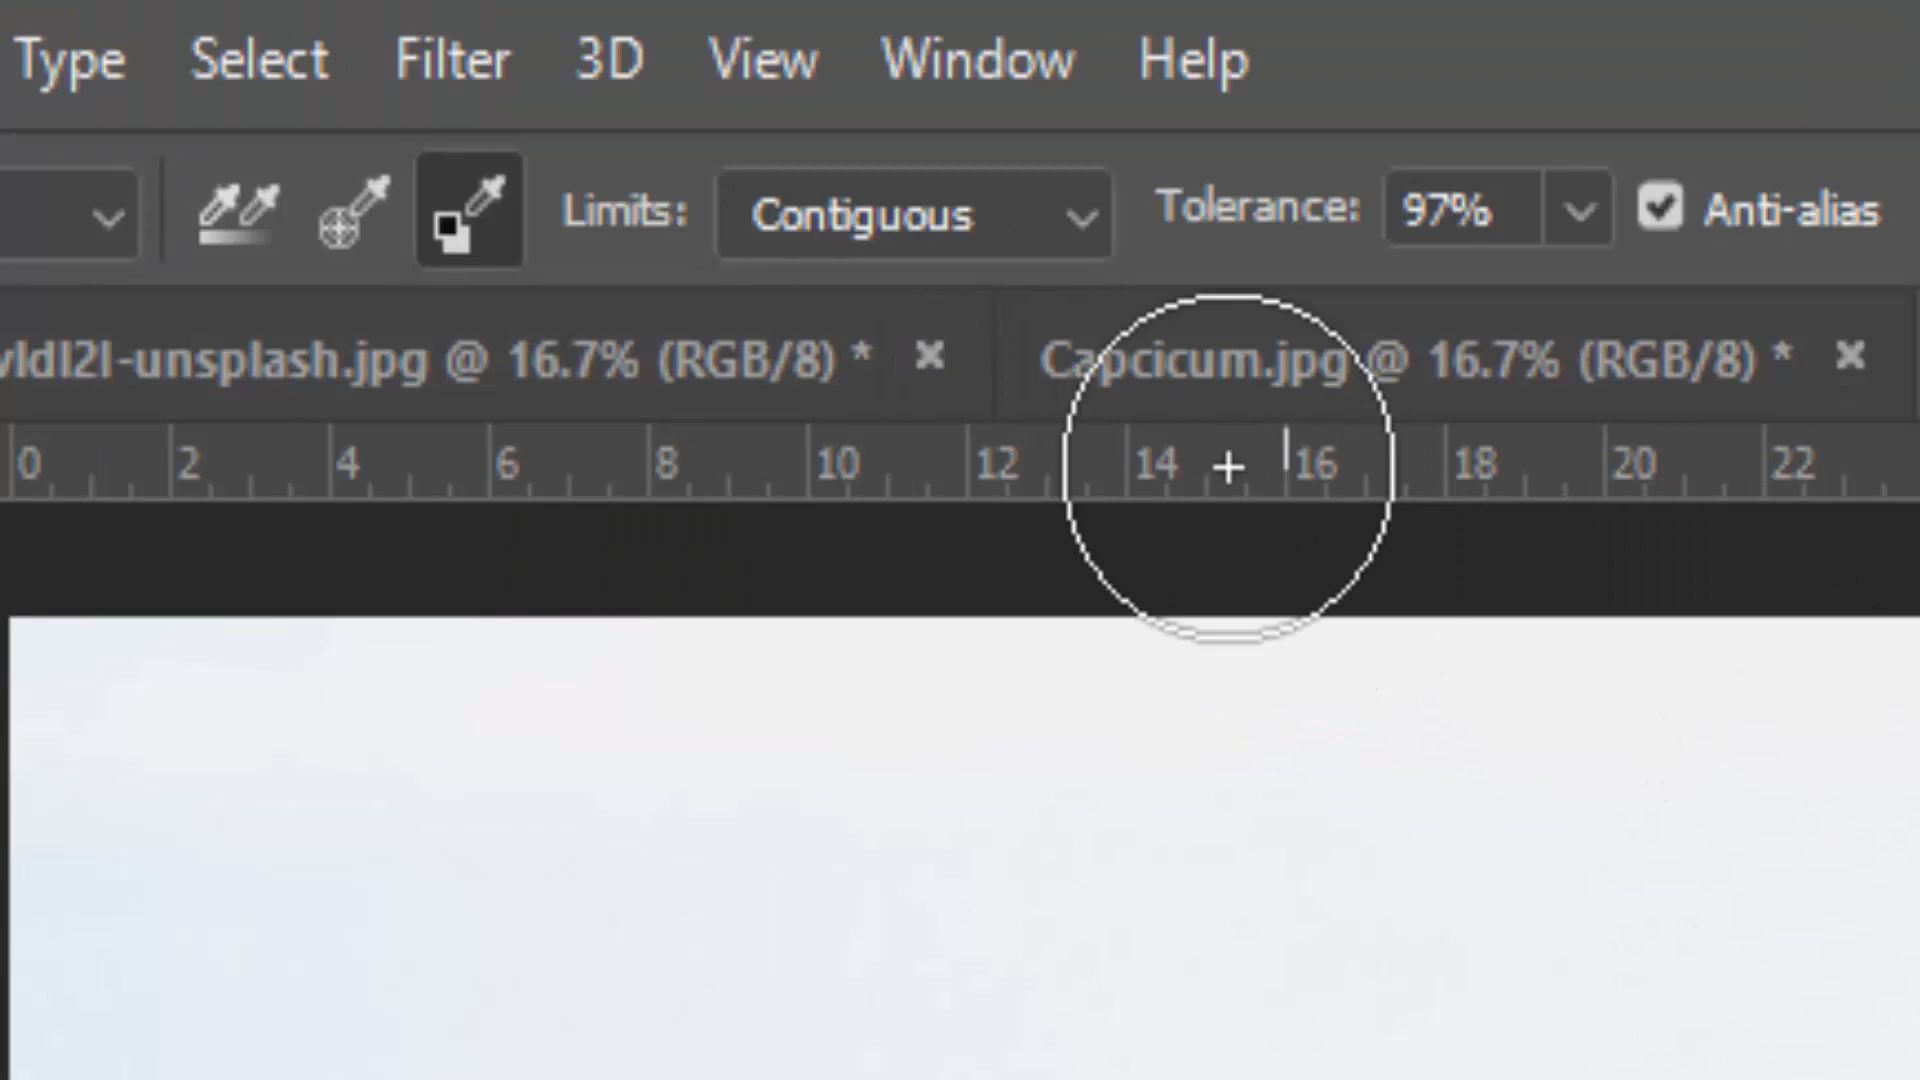 Type Select Filter 3D View Window Help
Limits: Contiguous Tolerance: 97% Anti-alias
vldl2l-unsplash.jpg @ 16.7% (RGB/8) * × Capcicum.jpg @ 16.7% (RGB/8) * ×
0 2 4 6 8 10 12 14 16 18 20 22